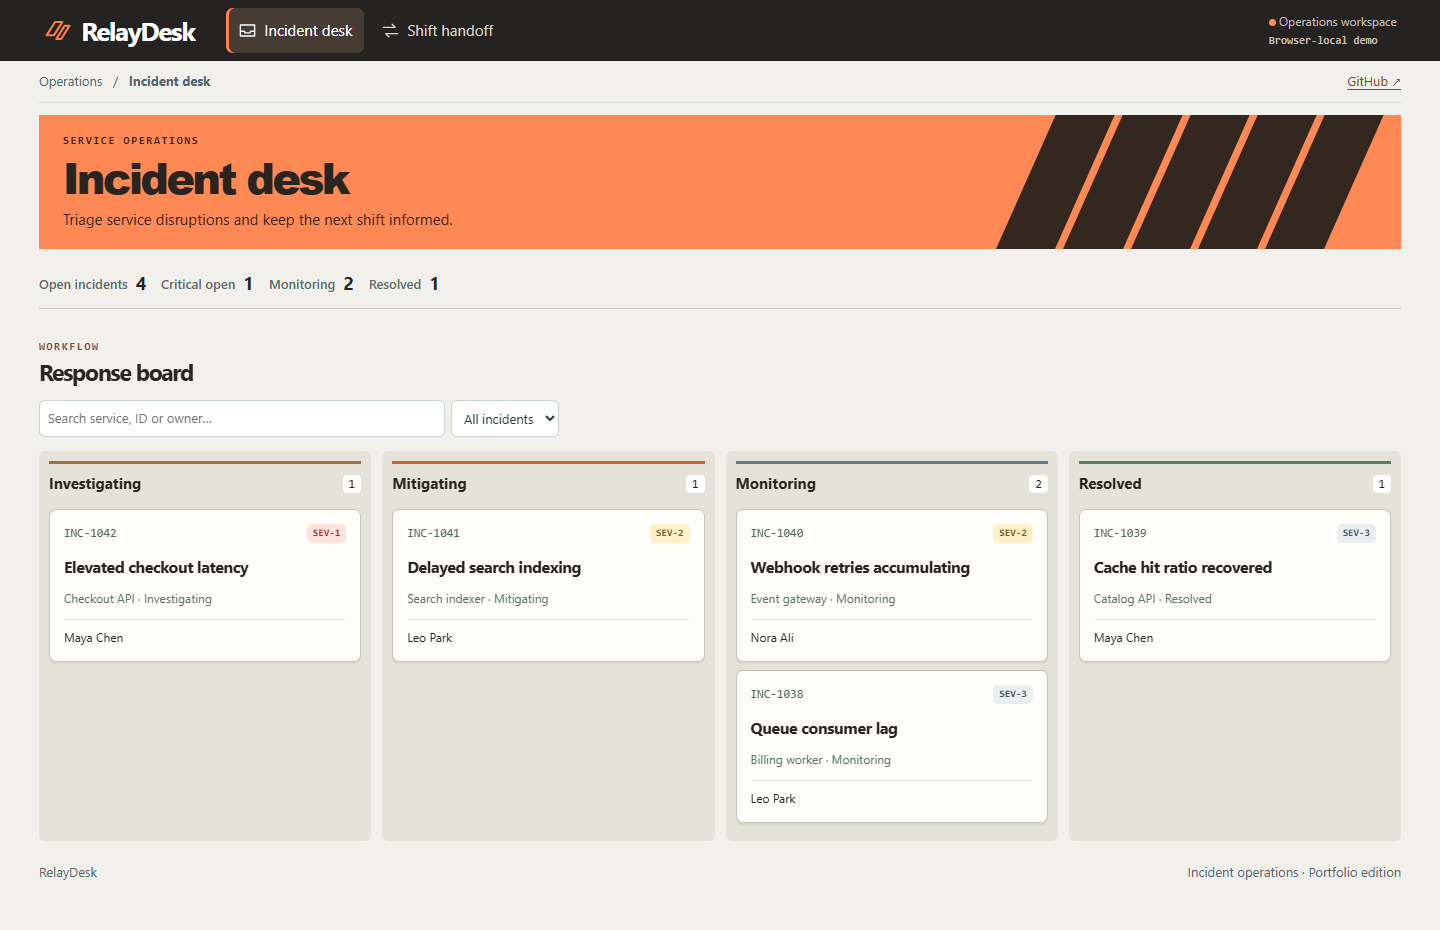 RelayDesk
Incident desk
Shift handoff
Operations workspace
Browser-local demo
Operations / Incident desk
GitHub ↗
SERVICE OPERATIONS
Incident desk
Triage service disruptions and keep the next shift informed.
Open incidents 4 Critical open 1 Monitoring 2 Resolved 1
WORKFLOW
Response board
Search service, ID or owner...
All incidents
Investigating 1
INC-1042 SEV-1
Elevated checkout latency
Checkout API · Investigating
Maya Chen
Mitigating 1
INC-1041 SEV-2
Delayed search indexing
Search indexer · Mitigating
Leo Park
Monitoring 2
INC-1040 SEV-2
Webhook retries accumulating
Event gateway · Monitoring
Nora Ali
INC-1038 SEV-3
Queue consumer lag
Billing worker · Monitoring
Leo Park
Resolved 1
INC-1039 SEV-3
Cache hit ratio recovered
Catalog API · Resolved
Maya Chen
RelayDesk
Incident operations · Portfolio edition